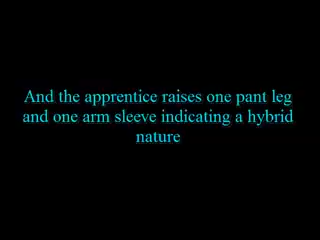 And the apprentice raises one pant leg
and one arm sleeve indicating a hybrid
nature